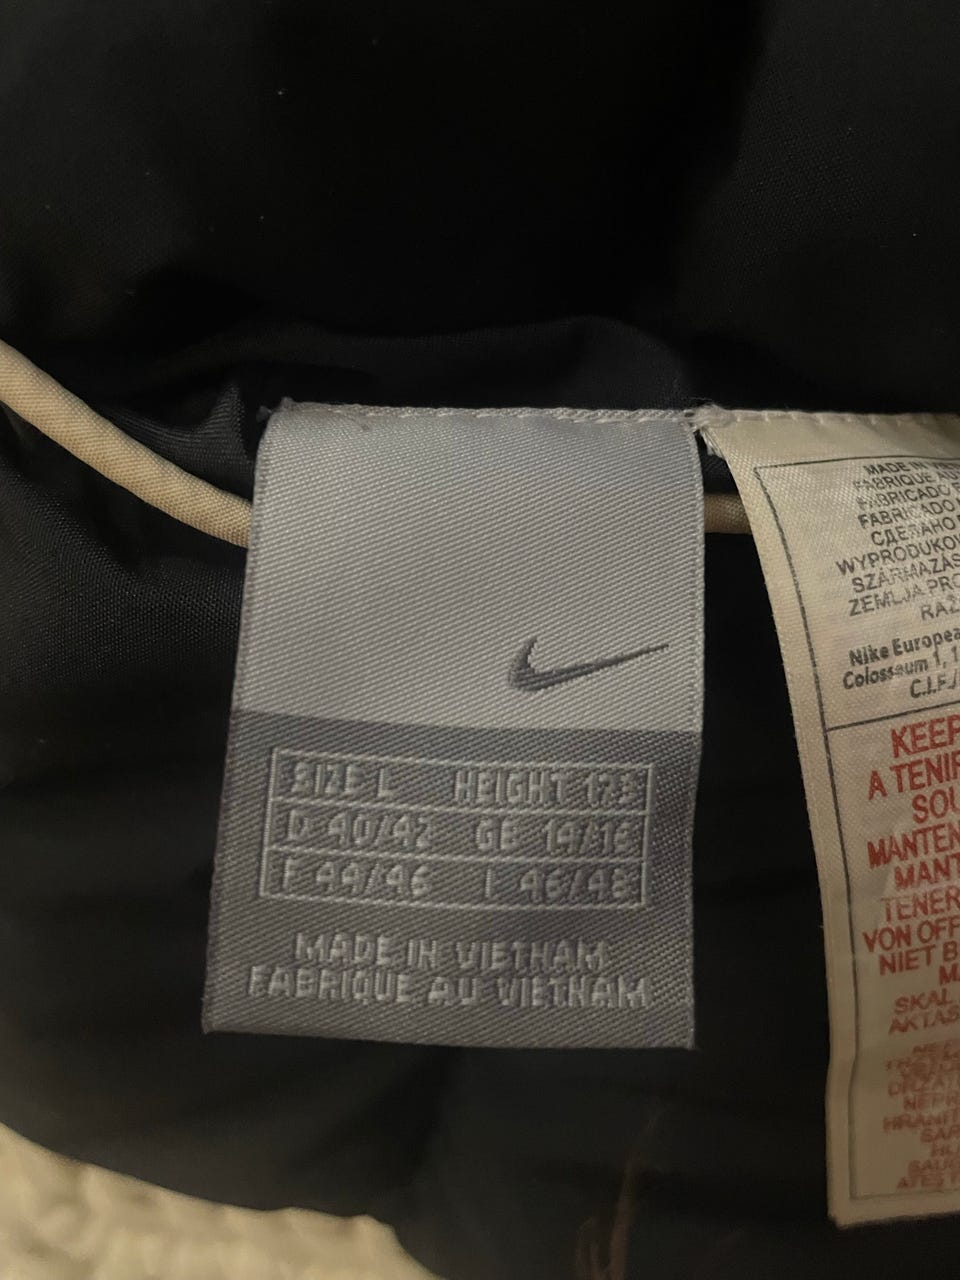 SIZE L HEIGHT 173
D 40/42 GB 14/16
F 44/46 I 46/48
MADE IN VIETNAM
FABRIQUE AU VIETNAM
MADE IN
FABRIQUE
FABRICADO
FABRICADO
СДЕЛАНО
WYPRODUKOW
SZÁRMAZÁS
ZEMLJA PRO
RAZ
Nike Europea
Colosseum 1, 1
C.I.F./
KEEP
A TENIR
SOU
MANTEN
MANT
TENER
VON OFF
NIET B
SKAL
AKTAS